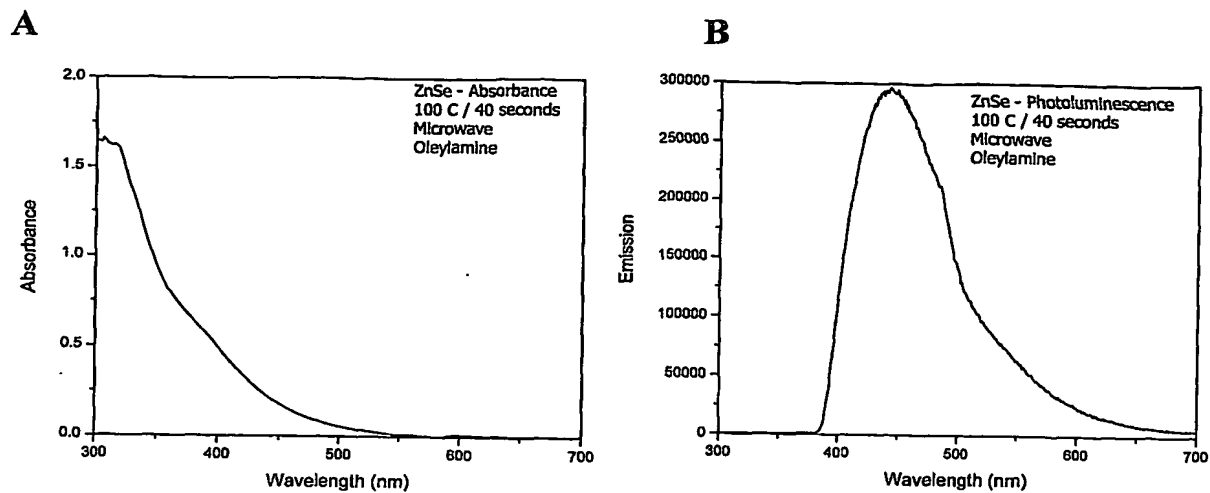 A
2.0
1.5
1.0
0.5
0.0
Absorbance
ZnSe - Absorbance
100 C / 40 seconds
Microwave
Oleylamine
300
400
500
600
700
Wavelength (nm)
B
300000
250000
200000
150000
100000
50000
0
Emission
ZnSe - Photoluminescence
100 C / 40 seconds
Microwave
Oleylamine
300
400
500
600
700
Wavelength (nm)